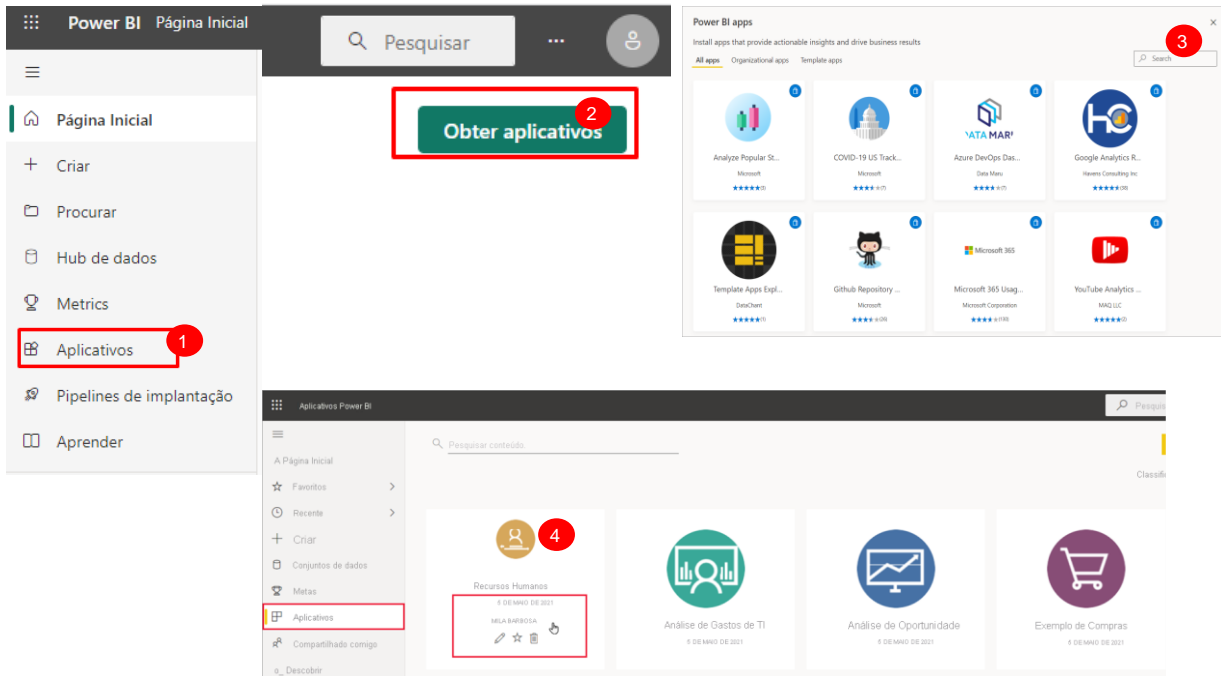 Power BI Página Inicial
Página Inicial
Criar
Procurar
Hub de dados
Metrics
1
Aplicativos
Pipelines de implantação
Aprender
Pesquisar
...
2
Obter aplicativos
Power BI apps
×
Install apps that provide actionable insights and drive business results
3
All apps Organizational apps Template apps
Search
ATA MAR
Analyze Popular St... COVID-19 US Track... Azure DevOps Das... Google Analytics R...
Microsoft Microsoft Data Maru Havens Consulting Inc
Microsoft 365
Template Apps Expl... Github Repository ... Microsoft 365 Usag... YouTube Analytics ...
DataChant Microsoft Microsoft Corporation MAQ LLC
Aplicativos Power BI
Pesquis
Pesquisar conteúdo
A Página Inicial
Classific
Favoritos
Recente
Criar
Conjuntos de dados
Metas
Aplicativos
Compartilhado comigo
o_ Descobrir
4
Recursos Humanos
5 DE MAIO DE 2021
MILA BARBOSA
Análise de Gastos de TI
5 DE MAIO DE 2021
Análise de Oportunidade
5 DE MAIO DE 2021
Exemplo de Compras
5 DE MAIO DE 2021